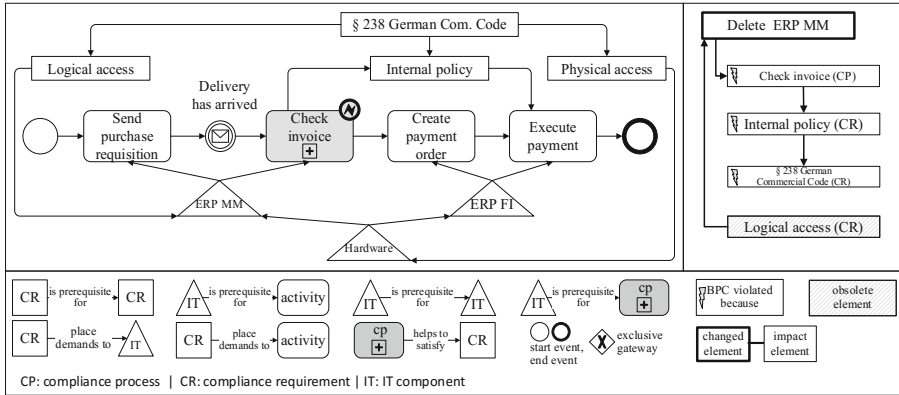 § 238 German Com. Code
Logical access
Internal policy
Physical access
Delivery
has arrived
Send
purchase
requisition
Check
invoice
Create
payment
order
Execute
payment
ERP MM
ERP FI
Hardware
Delete ERP MM
Check invoice (CP)
Internal policy (CR)
§ 238 German
Commercial Code (CR)
Logical access (CR)
CR
is prerequisite
for
CR
IT
is prerequisite
for
activity
IT
is prerequisite
for
IT
IT
is prerequisite
for
cp
BPC violated
because
obsolete
element
CR
place
demands to
IT
CR
place
demands to
activity
cp
helps to
satisfy
CR
start event,
end event
exclusive
gateway
changed
element
impact
element
CP: compliance process | CR: compliance requirement | IT: IT component